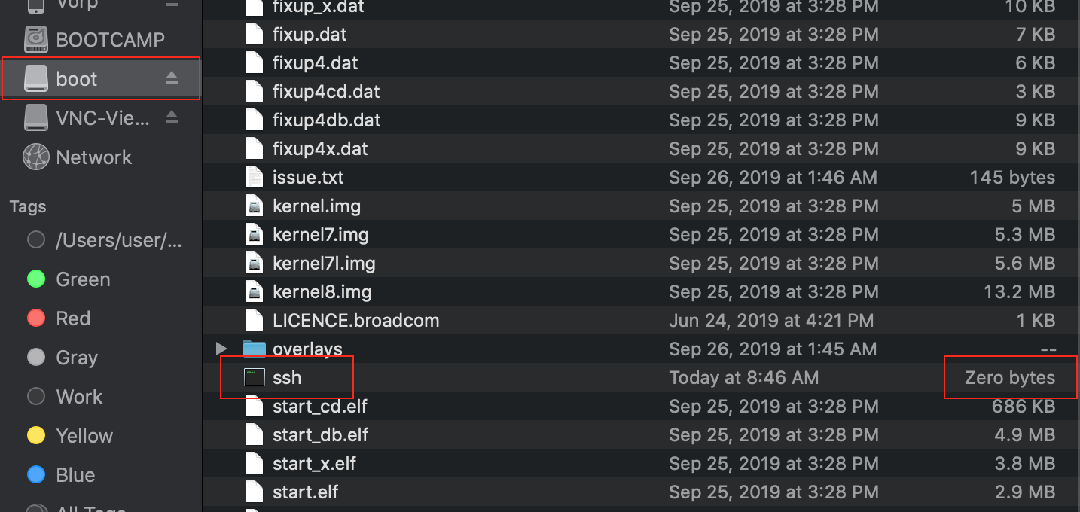 Vorp
BOOTCAMP
boot
VNC-Vie...
Network
Tags
/Users/user/...
Green
Red
Gray
Work
Yellow
Blue
All Tags
fixup_x.dat Sep 25, 2019 at 3:28 PM 10 KB
fixup.dat Sep 25, 2019 at 3:28 PM 7 KB
fixup4.dat Sep 25, 2019 at 3:28 PM 6 KB
fixup4cd.dat Sep 25, 2019 at 3:28 PM 3 KB
fixup4db.dat Sep 25, 2019 at 3:28 PM 9 KB
fixup4x.dat Sep 25, 2019 at 3:28 PM 9 KB
issue.txt Sep 26, 2019 at 1:46 AM 145 bytes
kernel.img Sep 25, 2019 at 3:28 PM 5 MB
kernel7.img Sep 25, 2019 at 3:28 PM 5.3 MB
kernel7l.img Sep 25, 2019 at 3:28 PM 5.6 MB
kernel8.img Sep 25, 2019 at 3:28 PM 13.2 MB
LICENCE.broadcom Jun 24, 2019 at 4:21 PM 1 KB
overlays Sep 26, 2019 at 1:45 AM --
ssh Today at 8:46 AM Zero bytes
start_cd.elf Sep 25, 2019 at 3:28 PM 686 KB
start_db.elf Sep 25, 2019 at 3:28 PM 4.9 MB
start_x.elf Sep 25, 2019 at 3:28 PM 3.8 MB
start.elf Sep 25, 2019 at 3:28 PM 2.9 MB